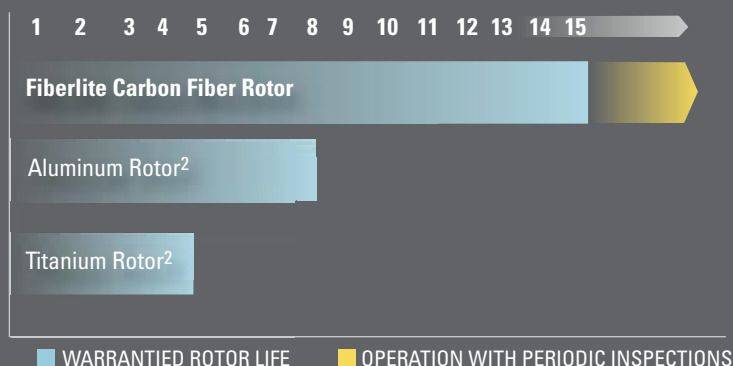 1 2 3 4 5 6 7 8 9 10 11 12 13 14 15
Fiberlite Carbon Fiber Rotor
Aluminum Rotor²
Titanium Rotor²
WARRANTIED ROTOR LIFE OPERATION WITH PERIODIC INSPECTIONS